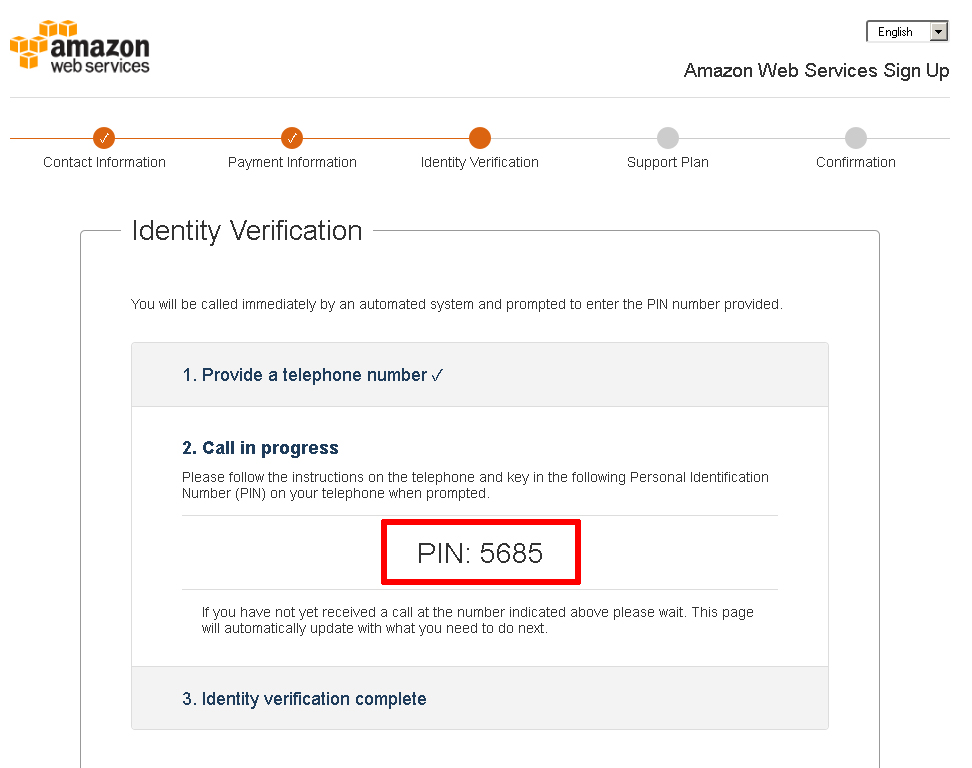 amazon
web services
English
Amazon Web Services Sign Up
Contact Information
Payment Information
Identity Verification
Support Plan
Confirmation
Identity Verification
You will be called immediately by an automated system and prompted to enter the PIN number provided.
1. Provide a telephone number ✓
2. Call in progress
Please follow the instructions on the telephone and key in the following Personal Identification
Number (PIN) on your telephone when prompted.
PIN: 5685
If you have not yet received a call at the number indicated above please wait. This page
will automatically update with what you need to do next.
3. Identity verification complete